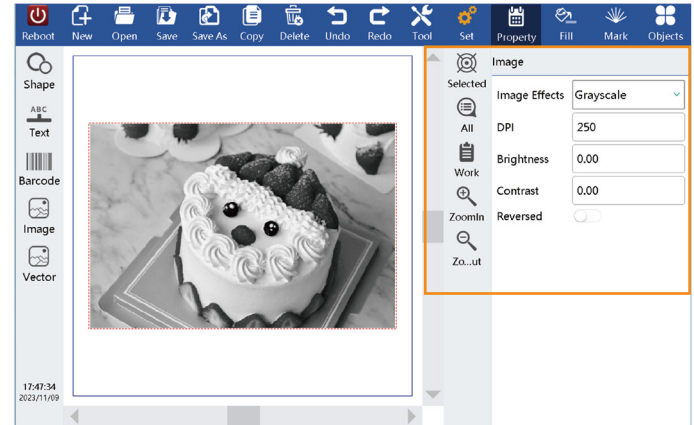 Reboot New Open Save Save As Copy Delete Undo Redo Tool Set Property Fill Mark Objects
Shape
ABC
Text
Barcode
Image
Vector
17:47:34
2023/11/09
Selected
All
Work
ZoomIn
Zo...ut
Image
Image Effects Grayscale
DPI 250
Brightness 0.00
Contrast 0.00
Reversed